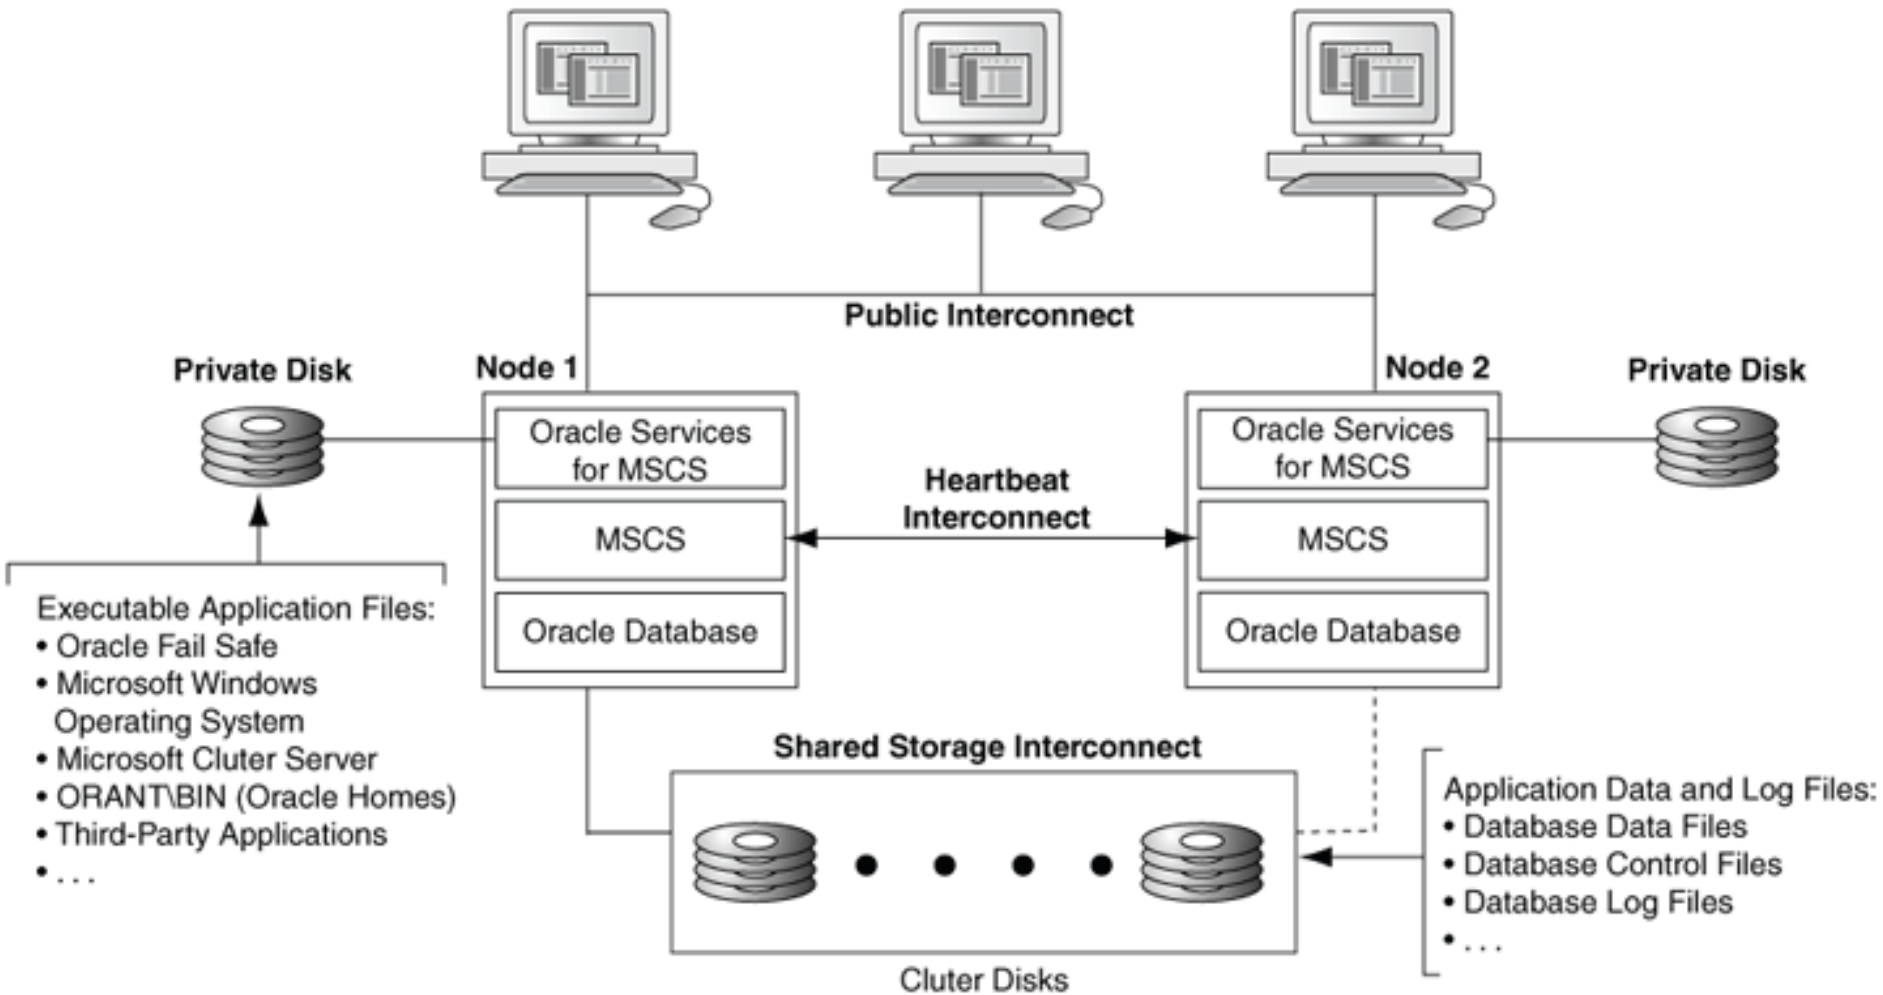 Public Interconnect
Private Disk
Node 1
Node 2
Private Disk
Oracle Services
for MSCS
MSCS
Oracle Database
Heartbeat
Interconnect
Oracle Services
for MSCS
MSCS
Oracle Database
Executable Application Files:
• Oracle Fail Safe
• Microsoft Windows
Operating System
• Microsoft Cluter Server
• ORANT\BIN (Oracle Homes)
• Third-Party Applications
• . . .
Shared Storage Interconnect
Cluter Disks
Application Data and Log Files:
• Database Data Files
• Database Control Files
• Database Log Files
• . . .